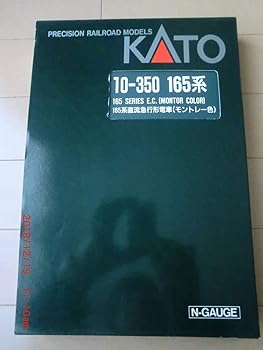 PRECISION RAILROAD MODELS
KATO
10-350 165系
165 SERIES E.C. (MONTOR COLOR)
165系直流急行形電車(モントレー色)
N-GAUGE